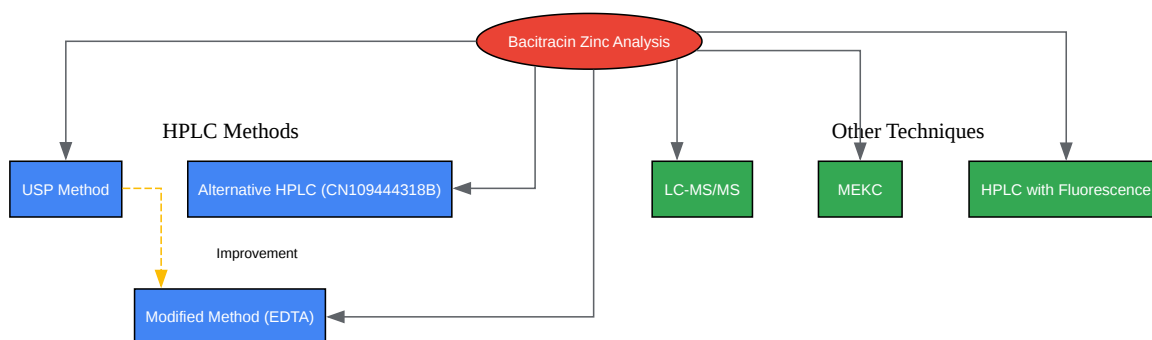 Bacitracin Zinc Analysis
HPLC Methods
Other Techniques
USP Method
Alternative HPLC (CN109444318B)
LC-MS/MS
MEKC
HPLC with Fluorescence
Improvement
Modified Method (EDTA)